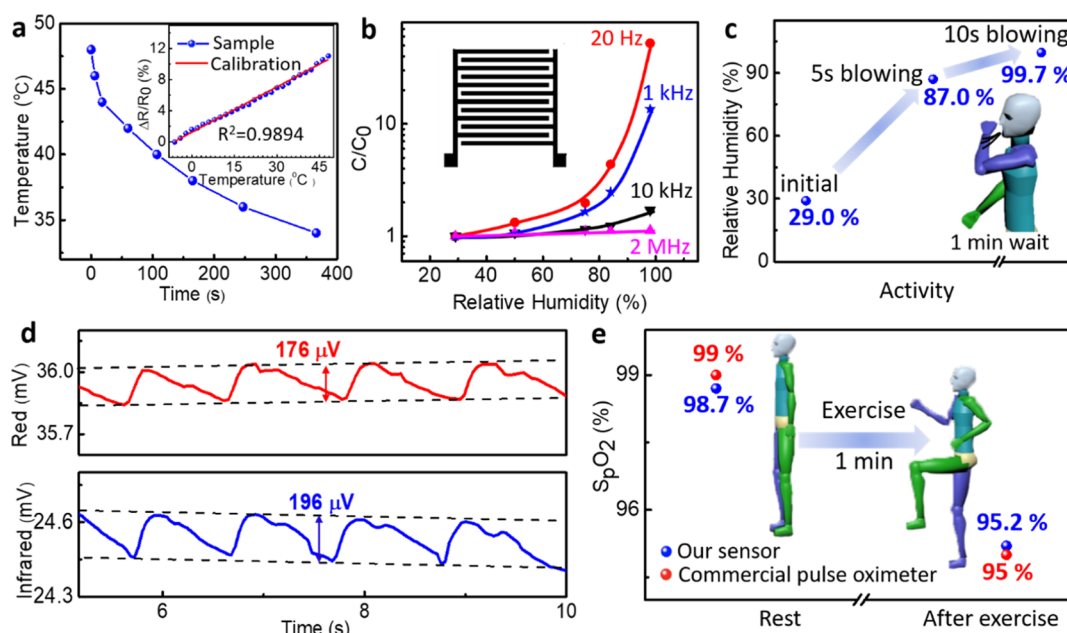 a
50
45
40
35
Temperature (°C)
0
100
200
300
400
Time (s)
Sample
Calibration
12
8
4
0
ΔR/R0 (%)
R²=0.9894
0
15
30
45
Temperature (°C)
b
10
1
C/C0
20 Hz
1 kHz
10 kHz
2 MHz
20
40
60
80
100
Relative Humidity (%)
c
90
60
30
0
Relative Humidity (%)
10s blowing
99.7 %
5s blowing
87.0 %
initial
29.0 %
1 min wait
Activity
d
36.0
35.7
Red (mV)
176 μV
24.6
24.3
Infrared (mV)
196 μV
6
8
10
Time (s)
e
99
96
SpO2 (%)
99 %
98.7 %
Exercise
1 min
95.2 %
95 %
Our sensor
Commercial pulse oximeter
Rest
After exercise